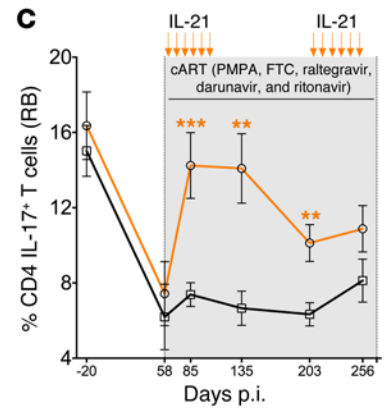 C
IL-21 IL-21
cART (PMPA, FTC, raltegravir,
darunavir, and ritonavir)
*** ** **
% CD4 IL-17+ T cells (RB)
20
16
12
8
4
-20 58 85 135 203 256
Days p.i.